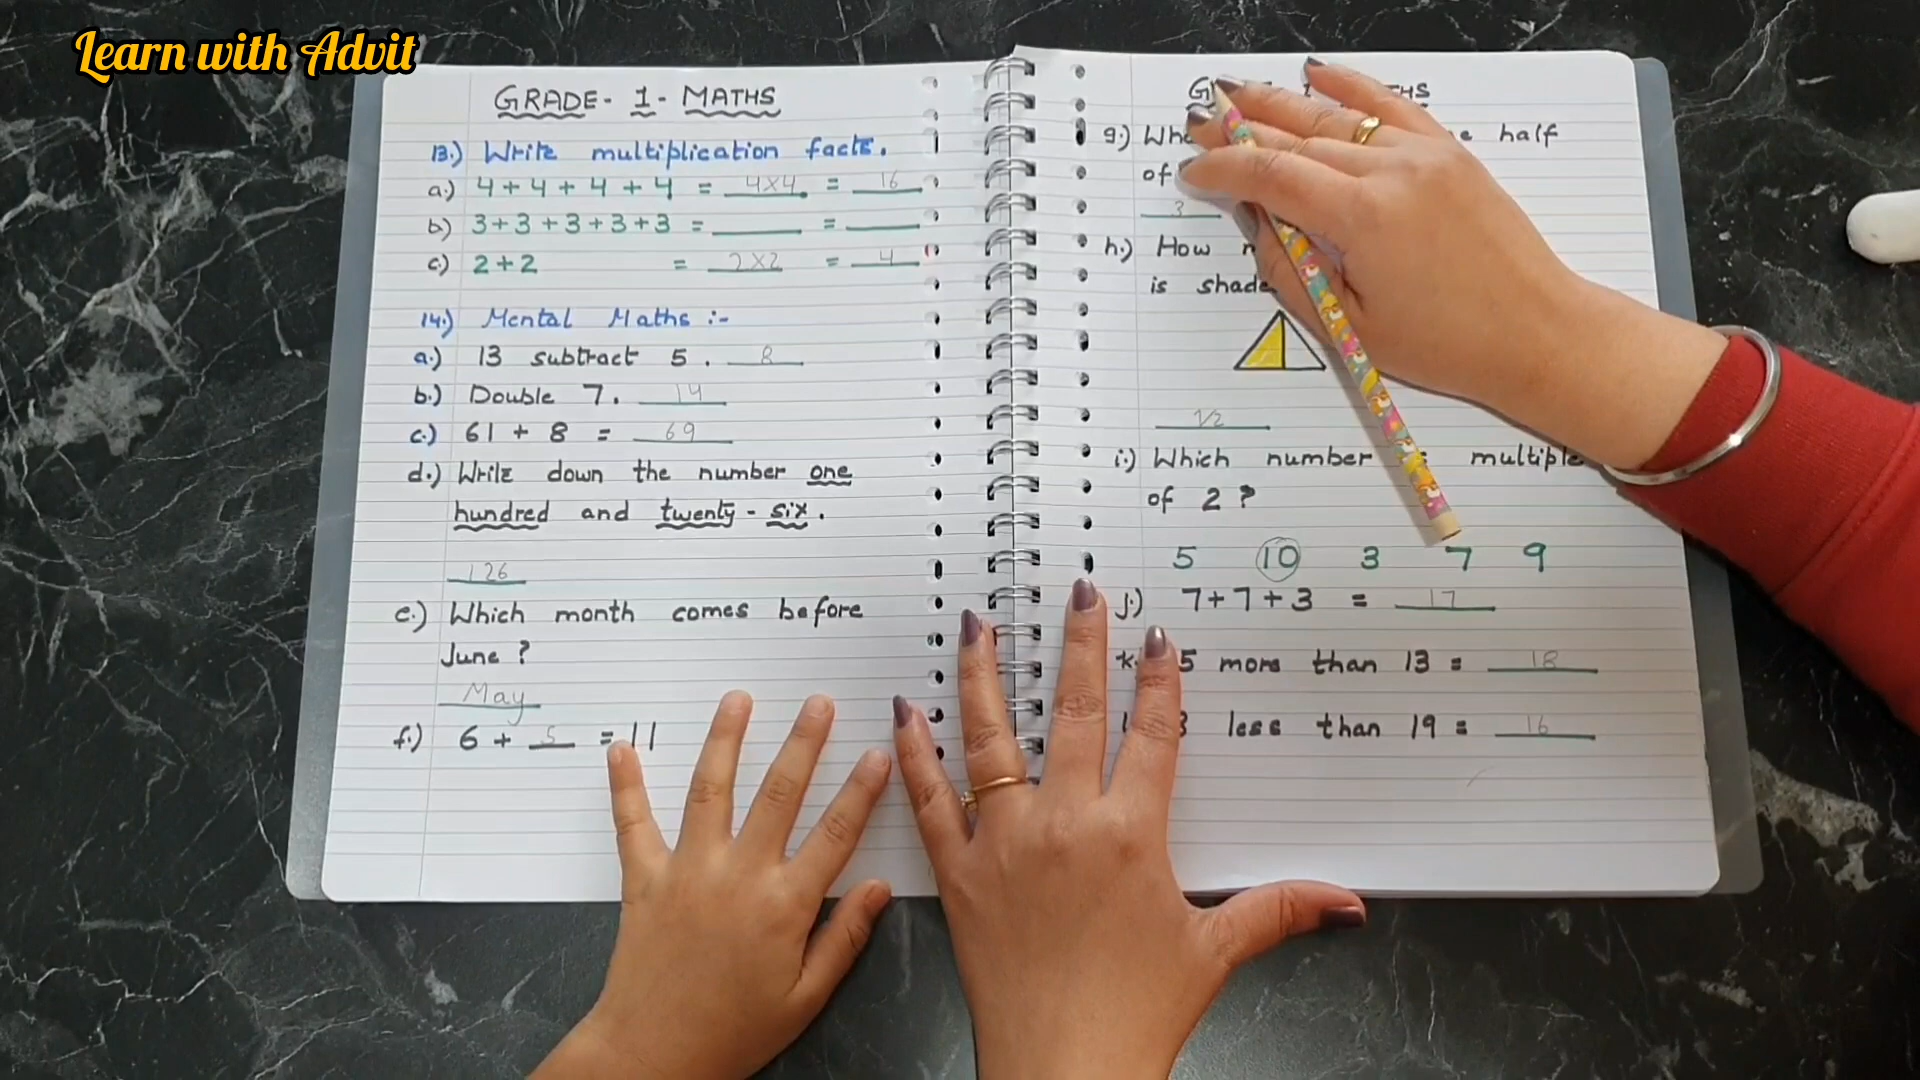 Learn with Advit
GRADE-1-MATHS
13.) Write multiplication facts.
a.) 4 + 4 + 4 + 4 = 4x4 = 16
b.) 3+3+3+3+3 = ____ = ____
c.) 2+2 = 2x2 = 4
14.) Mental Maths :-
a.) 13 subtract 5. 8
b.) Double 7. 14
c.) 61 + 8 = 69
d.) Write down the number one
hundred and twenty-six.
126
e.) Which month comes before
June ?
May
f.) 6 + 5 = 11
g.) half
of
3
h.) How
is
1/2
i.) Which number multiple
of 2 ?
5 10 3 7 9
j.) 7+7+3 = 17
k. 5 more than 13 = 18
3 less than 19 = 16